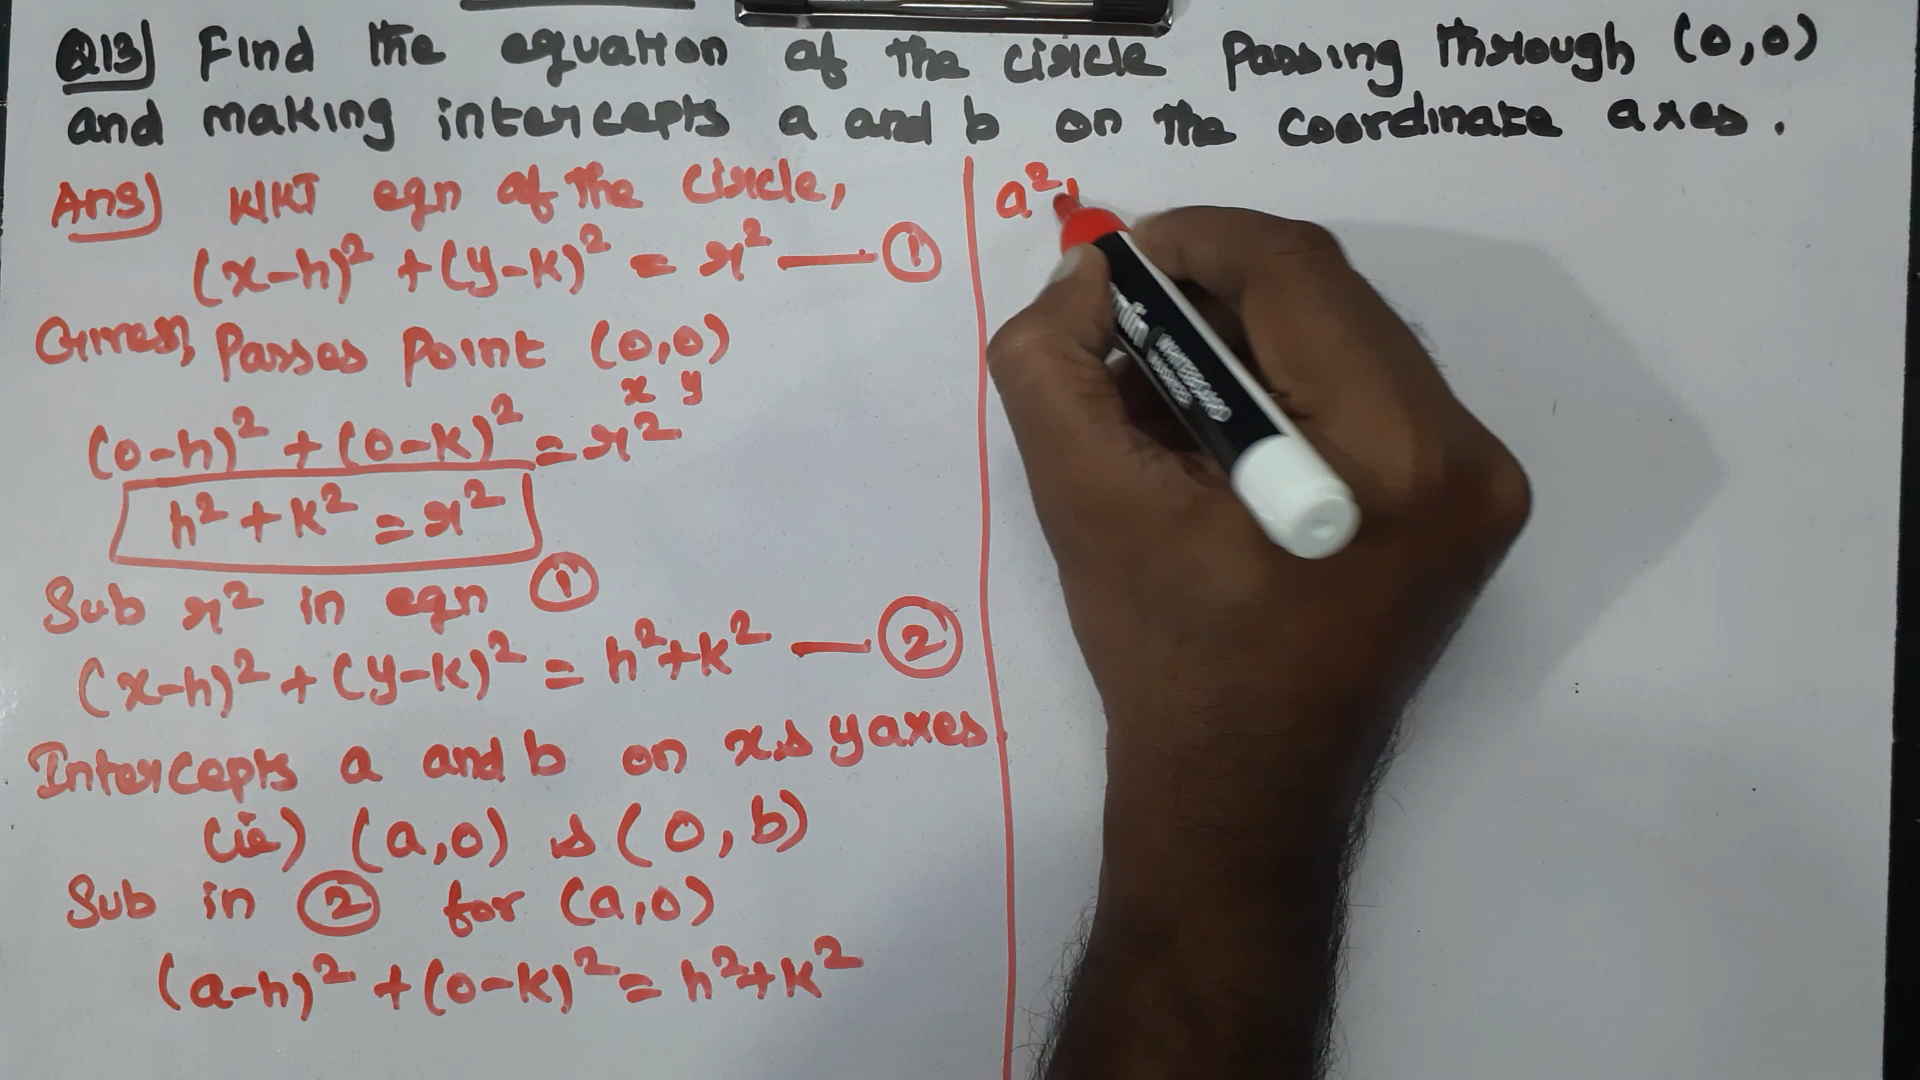 Q13) Find the equation of the circle passing through (0,0)
and making intercepts a and b on the coordinate axes.
Ans) WKT eqn of the circle,
(x-h)² + (y-k)² = r² — ①
Given, Passes Point (0,0)
x y
(0-h)² + (0-k)² = r²
h² + k² = r²
Sub r² in eqn ①
(x-h)² + (y-k)² = h²+k² — ②
Intercepts a and b on x & y axes.
(ie) (a,0) & (0,b)
Sub in ② for (a,0)
(a-h)² + (0-k)² = h²+k²
a²